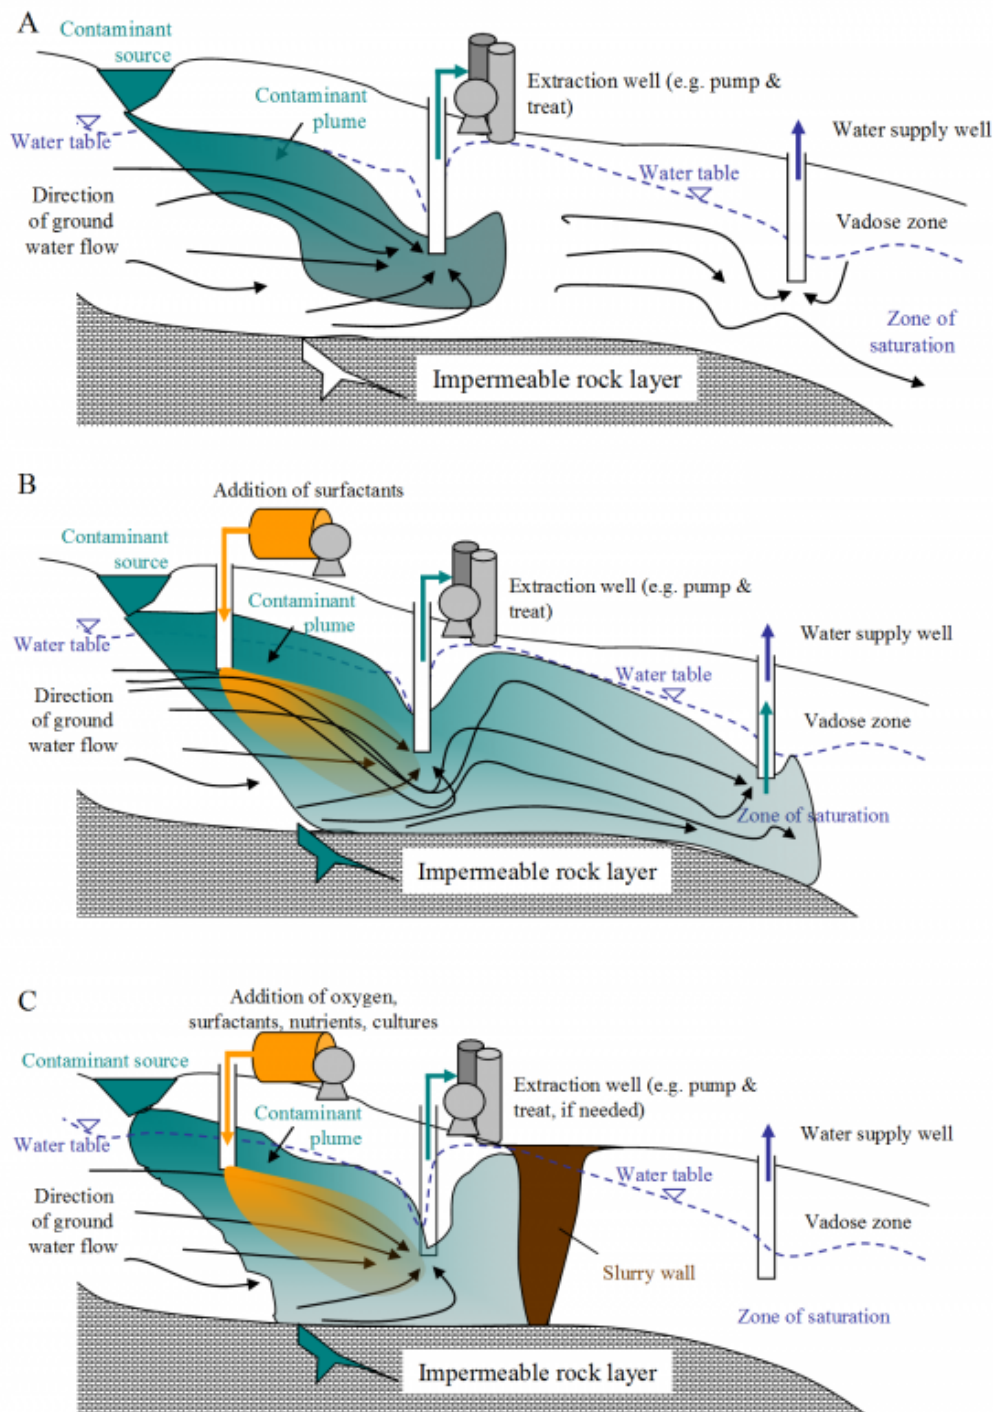 A
Contaminant
source
Contaminant
plume
Extraction well (e.g. pump &
treat)
Water supply well
Water table
Water table
Direction
of ground
water flow
Vadose zone
Zone of
saturation
Impermeable rock layer
B
Addition of surfactants
Contaminant
source
Contaminant
plume
Extraction well (e.g. pump &
treat)
Water supply well
Water table
Water table
Direction
of ground
water flow
Vadose zone
Zone of saturation
Impermeable rock layer
C
Addition of oxygen,
surfactants, nutrients, cultures
Contaminant source
Contaminant
plume
Extraction well (e.g. pump &
treat, if needed)
Water supply well
Water table
Water table
Direction
of ground
water flow
Vadose zone
Slurry wall
Zone of saturation
Impermeable rock layer